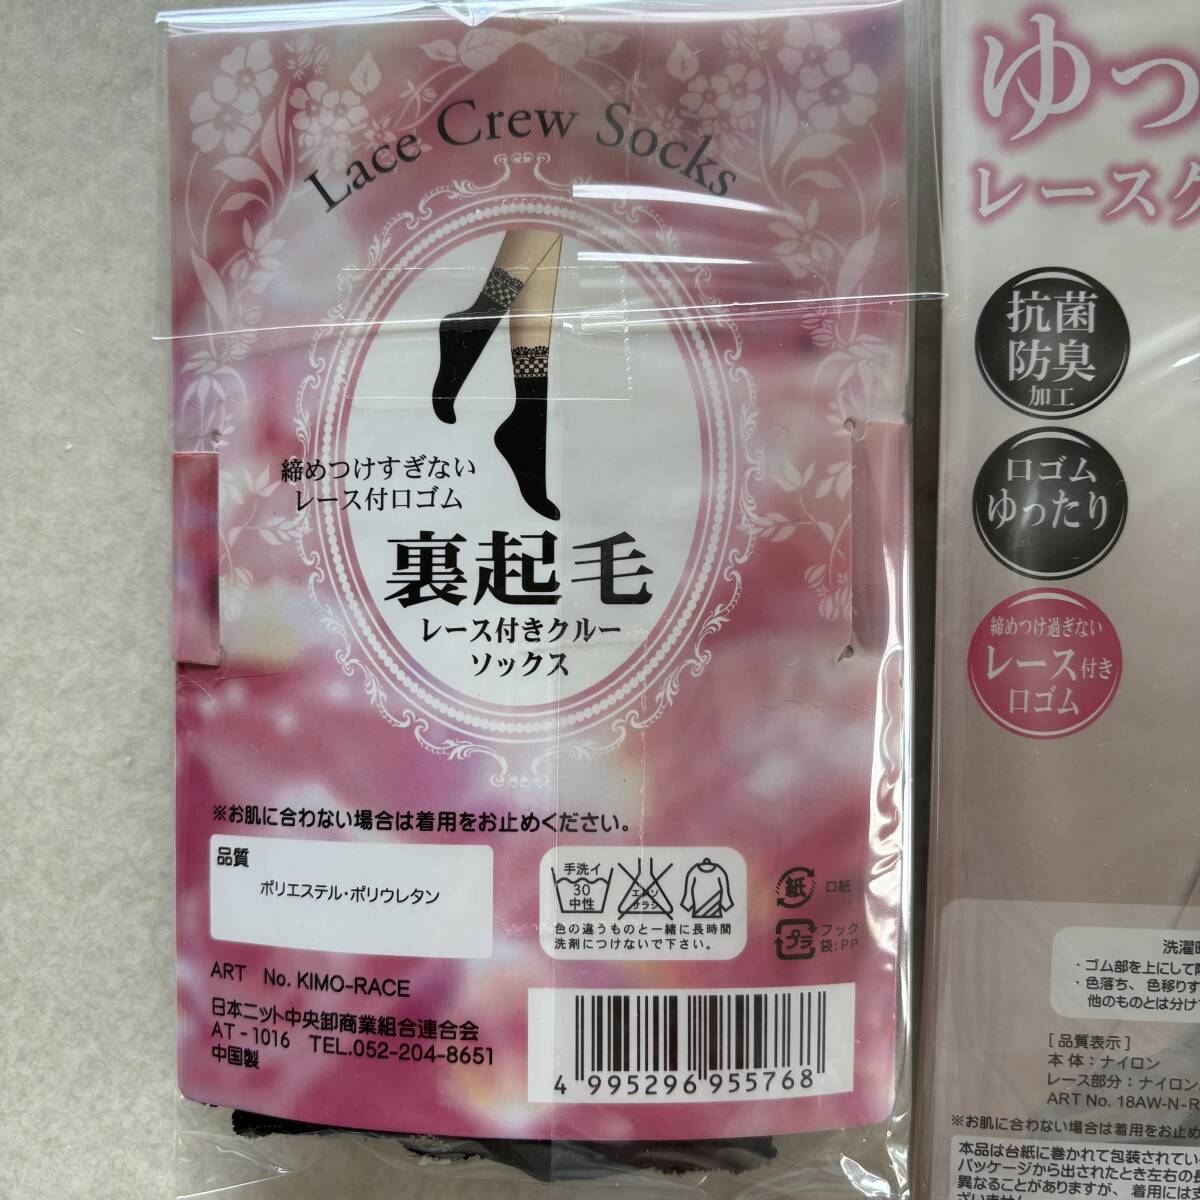 Lace Crew Socks
締めつけすぎない
レース付口ゴム
裏起毛
レース付きクルー
ソックス
※お肌に合わない場合は着用をお止めください。
品質
ポリエステル・ポリウレタン
手洗イ
30
中性
エンソ
サラシ
色の違うものと一緒に長時間
洗剤につけないで下さい。
紙
口紙
プラ
フック
袋:PP
ART No. KIMO-RACE
日本ニット中央卸商業組合連合会
AT-1016 TEL.052-204-8651
中国製
4 995296 955768
ゆっ
レースク
抗菌
防臭
加工
口ゴム
ゆったり
締めつけ過ぎない
レース付き
口ゴム
洗濯
・ゴム部を上にして
・色落ち、色移りす
他のものとは分け
[品質表示]
本体：ナイロン
レース部分：ナイロン
ART No. 18AW-N-R
※お肌に合わない場合は着用をお止め
本品は台紙に巻かれて包装されてい
パッケージから出されたとき左右の
異なることがありますが、着用には